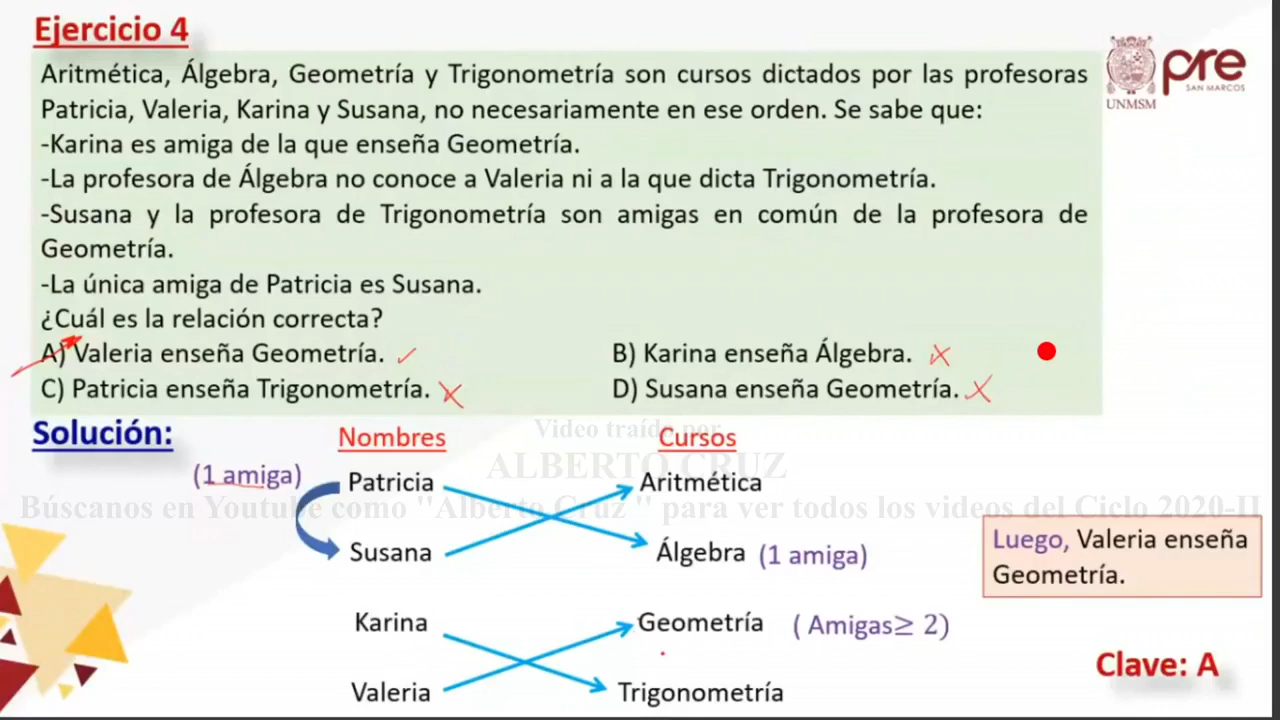 Ejercicio 4
Aritmética, Álgebra, Geometría y Trigonometría son cursos dictados por las profesoras
Patricia, Valeria, Karina y Susana, no necesariamente en ese orden. Se sabe que:
-Karina es amiga de la que enseña Geometría.
-La profesora de Álgebra no conoce a Valeria ni a la que dicta Trigonometría.
-Susana y la profesora de Trigonometría son amigas en común de la profesora de
Geometría.
-La única amiga de Patricia es Susana.
¿Cuál es la relación correcta?
A) Valeria enseña Geometría. B) Karina enseña Álgebra.
C) Patricia enseña Trigonometría. D) Susana enseña Geometría.
UNMSM
pre
SAN MARCOS
Solución:
Nombres Cursos
Video traído por
ALBERTO CRUZ
Búscanos en Youtube como "Alberto Cruz" para ver todos los videos del Ciclo 2020-II
(1 amiga) Patricia Aritmética
Susana Álgebra (1 amiga)
Karina Geometría ( Amigas≥ 2)
Valeria Trigonometría
Luego, Valeria enseña
Geometría.
Clave: A